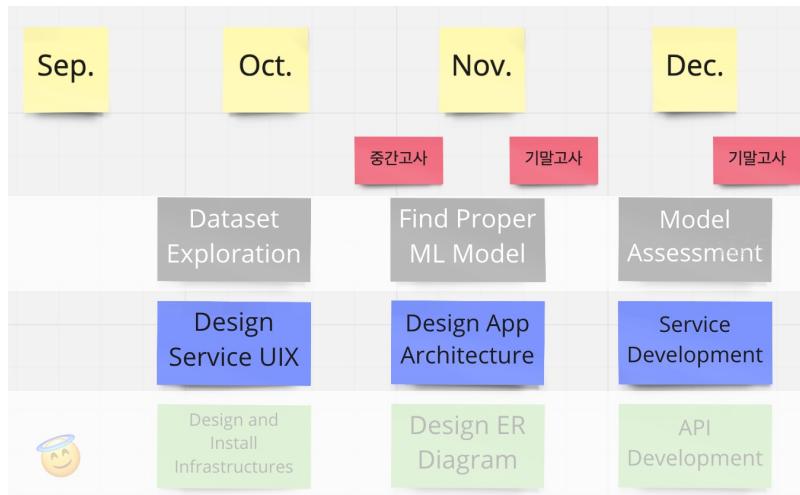 Sep.
Oct.
Nov.
Dec.
중간고사
기말고사
기말고사
Dataset
Exploration
Find Proper
ML Model
Model
Assessment
Design
Service UIX
Design App
Architecture
Service
Development
Design and
Install
Infrastructures
Design ER
Diagram
API
Development